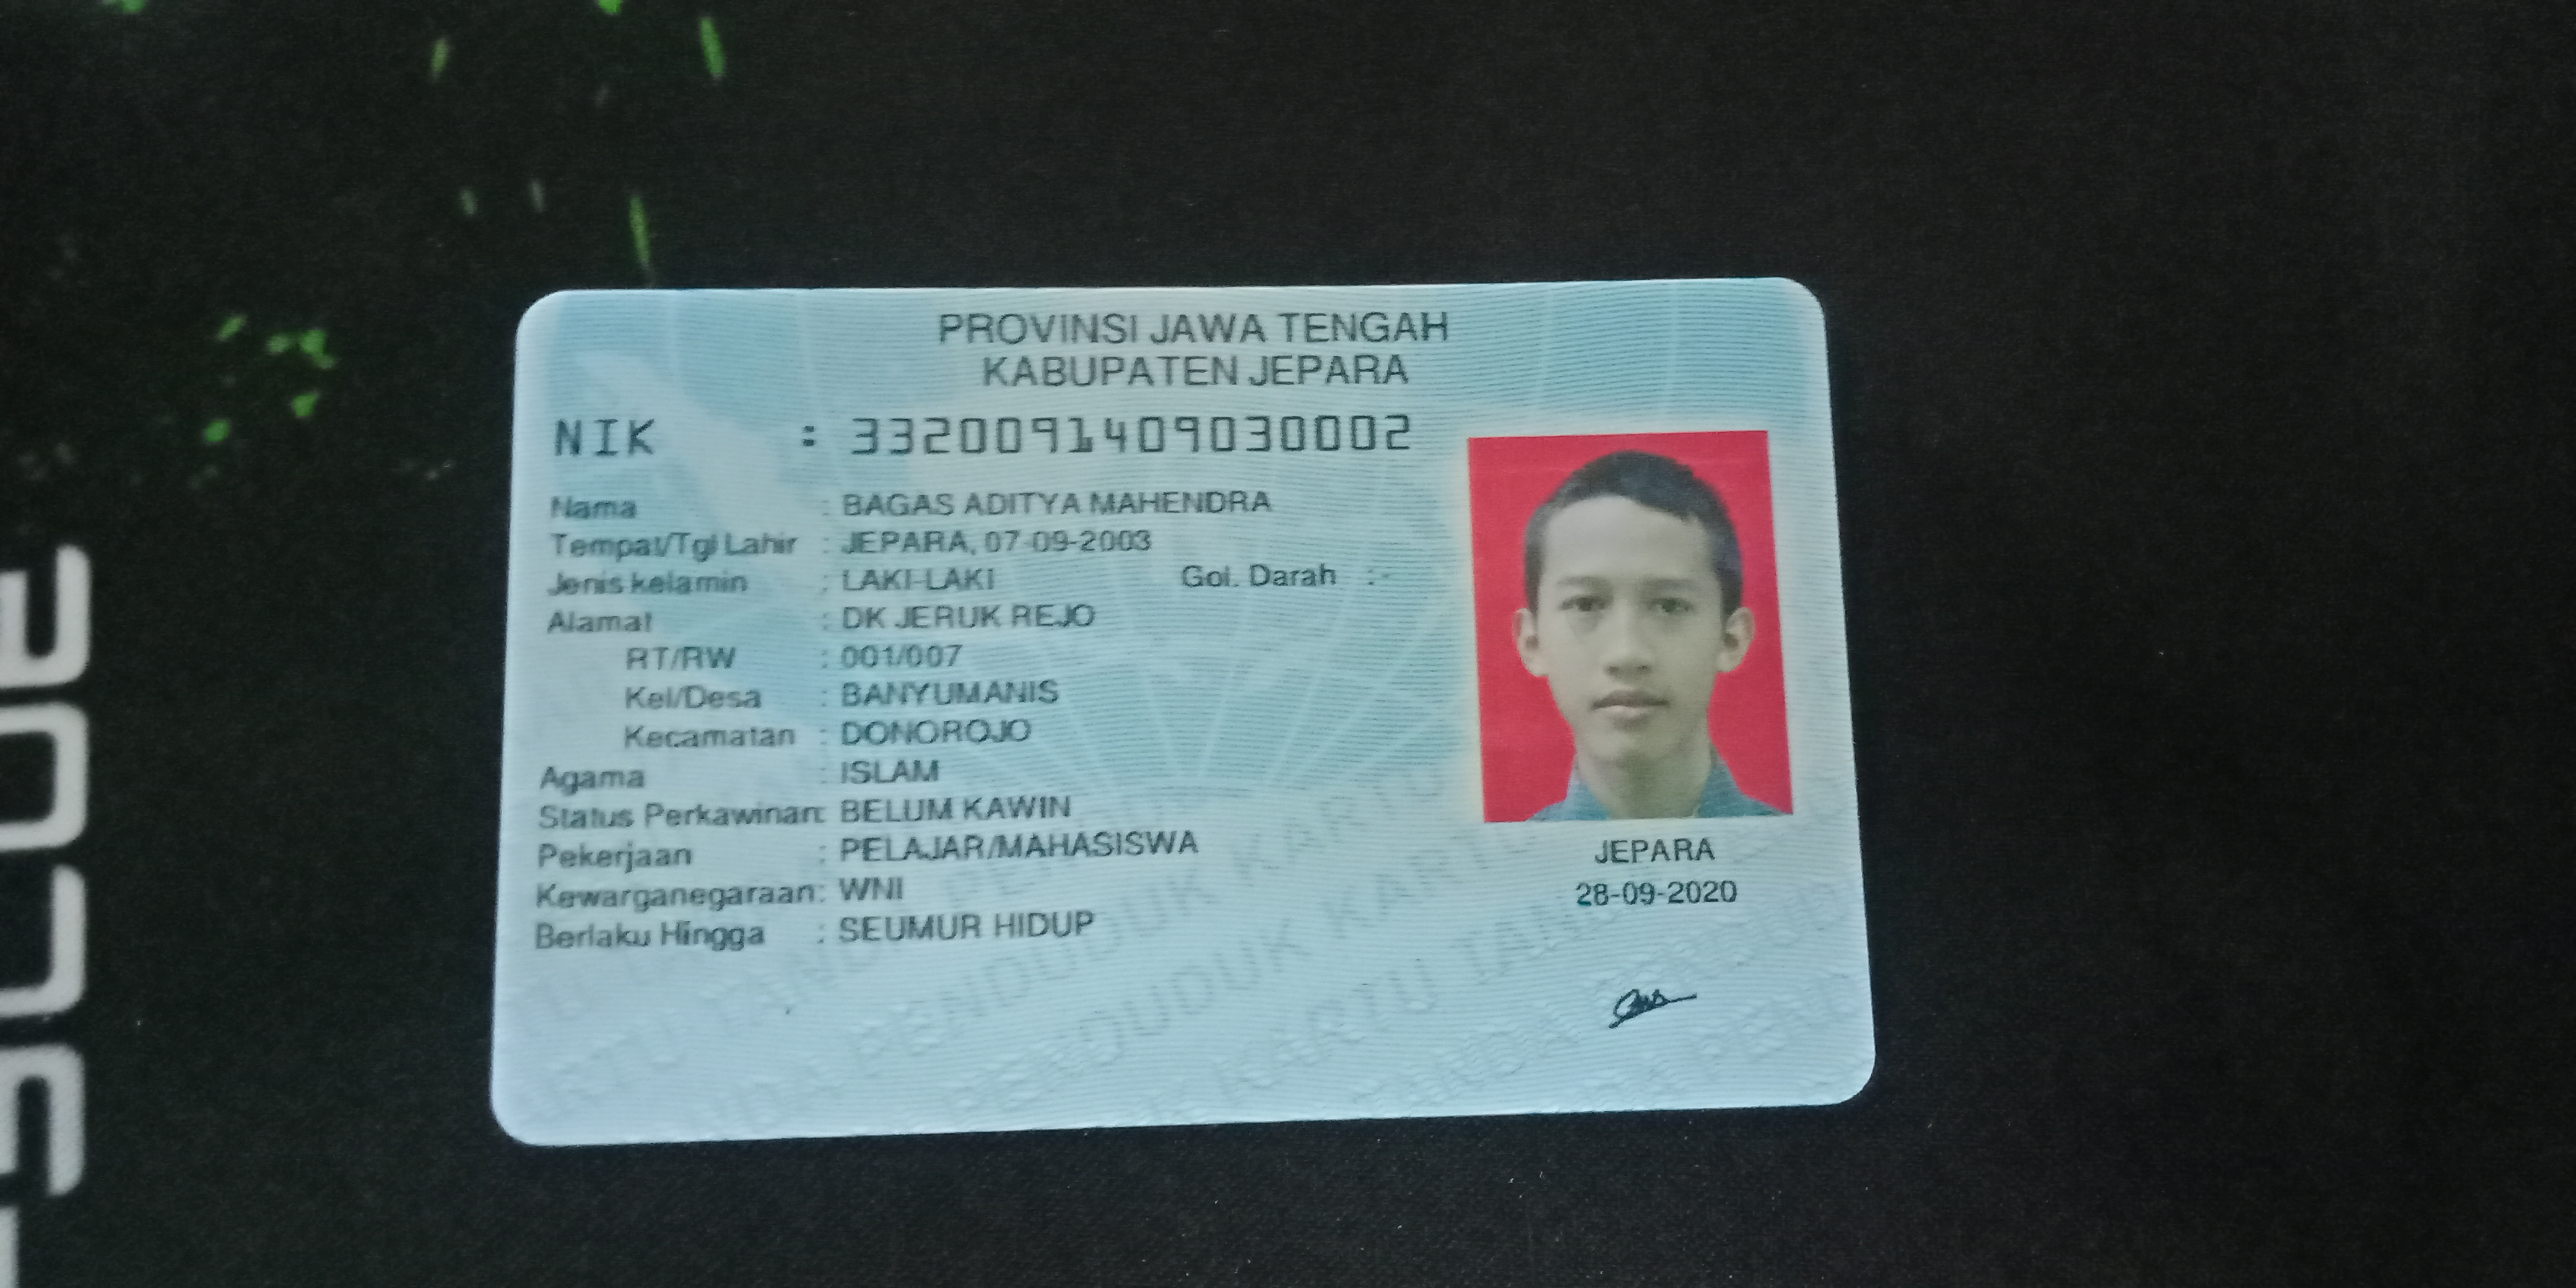 PROVINSI JAWA TENGAH
KABUPATEN JEPARA
NIK : 3320091409030002
Nama : BAGAS ADITYA MAHENDRA
Tempat/Tgl Lahir : JEPARA, 07-09-2003
Jenis kelamin : LAKI-LAKI Gol. Darah : -
Alamat : DK JERUK REJO
RT/RW : 001/007
Kel/Desa : BANYUMANIS
Kecamatan : DONOROJO
Agama : ISLAM
Status Perkawinan: BELUM KAWIN
Pekerjaan : PELAJAR/MAHASISWA
Kewarganegaraan: WNI
Berlaku Hingga : SEUMUR HIDUP
JEPARA
28-09-2020